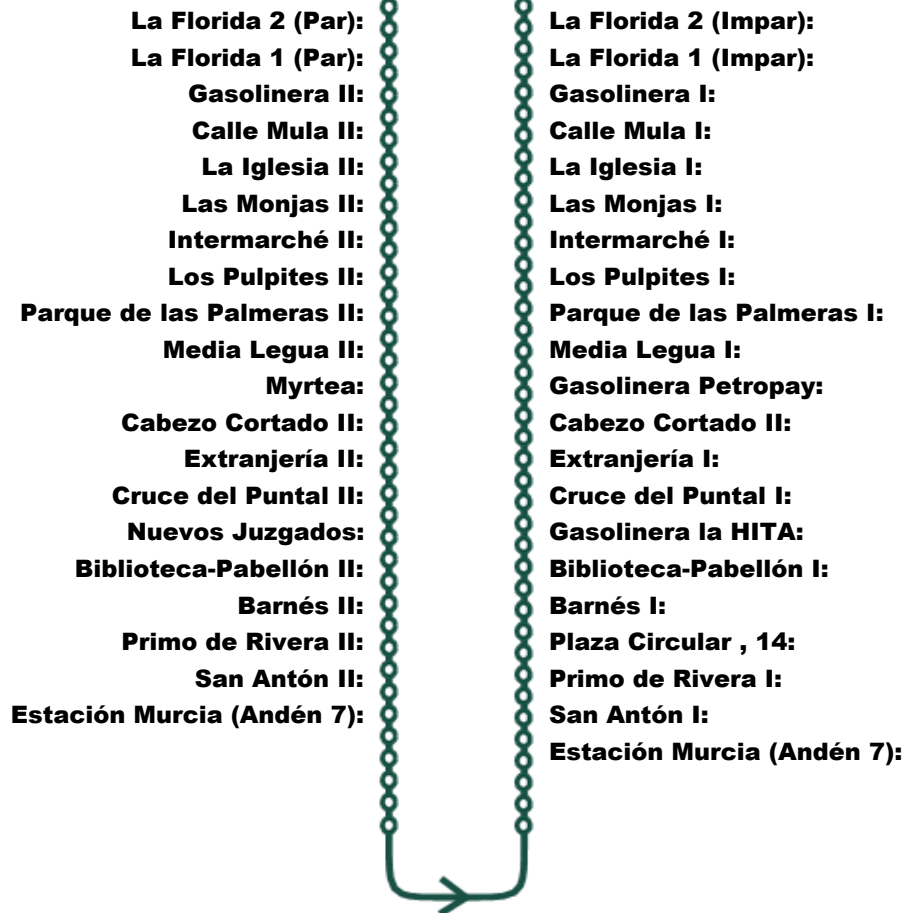 La Florida 2 (Par):
La Florida 1 (Par):
Gasolinera II:
Calle Mula II:
La Iglesia II:
Las Monjas II:
Intermarché II:
Los Pulpites II:
Parque de las Palmeras II:
Media Legua II:
Myrtea:
Cabezo Cortado II:
Extranjería II:
Cruce del Puntal II:
Nuevos Juzgados:
Biblioteca-Pabellón II:
Barnés II:
Primo de Rivera II:
San Antón II:
Estación Murcia (Andén 7):
La Florida 2 (Impar):
La Florida 1 (Impar):
Gasolinera I:
Calle Mula I:
La Iglesia I:
Las Monjas I:
Intermarché I:
Los Pulpites I:
Parque de las Palmeras I:
Media Legua I:
Gasolinera Petropay:
Cabezo Cortado II:
Extranjería I:
Cruce del Puntal I:
Gasolinera la HITA:
Biblioteca-Pabellón I:
Barnés I:
Plaza Circular , 14:
Primo de Rivera I:
San Antón I:
Estación Murcia (Andén 7):